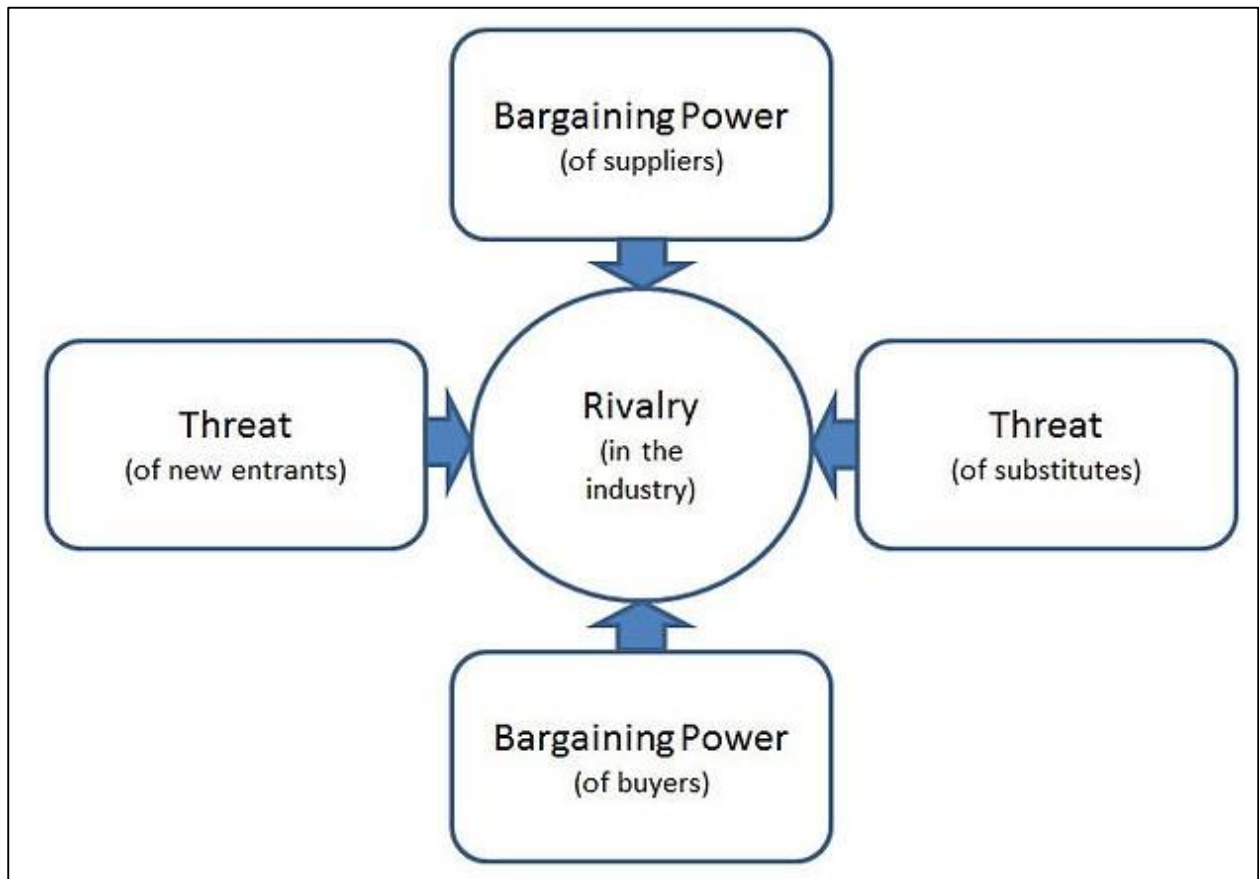 Bargaining Power
(of suppliers)
Threat
(of new entrants)
Rivalry
(in the
industry)
Threat
(of substitutes)
Bargaining Power
(of buyers)